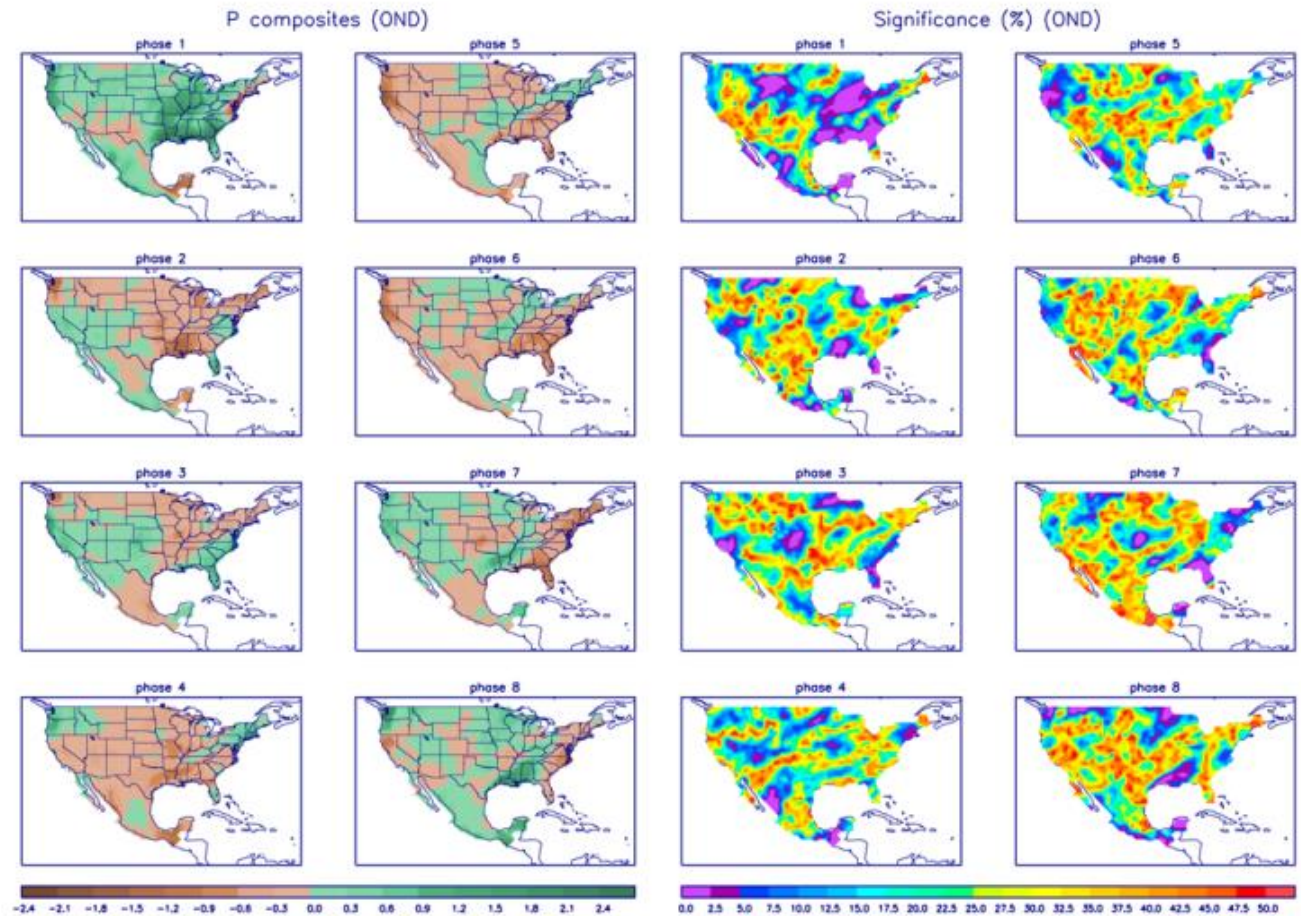 P composites (OND)
Significance (%) (OND)
phase 1
phase 5
phase 1
phase 5
phase 2
phase 6
phase 2
phase 6
phase 3
phase 7
phase 3
phase 7
phase 4
phase 8
phase 4
phase 8
-2.4 -2.1 -1.8 -1.5 -1.2 -0.9 -0.6 -0.3 0.0 0.3 0.6 0.9 1.2 1.5 1.8 2.1 2.4
0.0 2.5 5.0 7.5 10.0 12.5 15.0 17.5 20.0 22.5 25.0 27.5 30.0 32.5 35.0 37.5 40.0 42.5 45.0 47.5 50.0